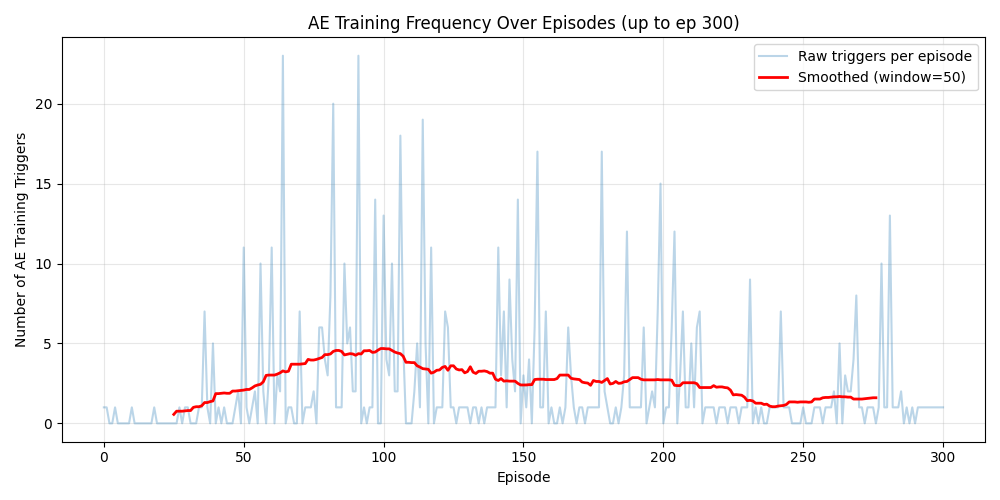 AE Training Frequency Over Episodes (up to ep 300)
Raw triggers per episode
Smoothed (window=50)
Number of AE Training Triggers
20
15
10
5
0
0 50 100 150 200 250 300
Episode